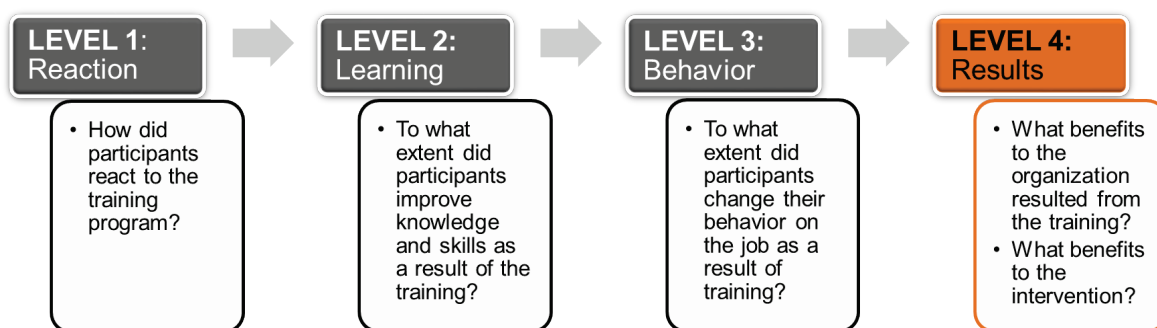 LEVEL 1:
Reaction
• How did
participants
react to the
training
program?
LEVEL 2:
Learning
• To what
extent did
participants
improve
knowledge
and skills as
a result of the
training?
LEVEL 3:
Behavior
• To what
extent did
participants
change their
behavior on
the job as a
result of
training?
LEVEL 4:
Results
• What benefits
to the
organization
resulted from
the training?
• What benefits
to the
intervention?